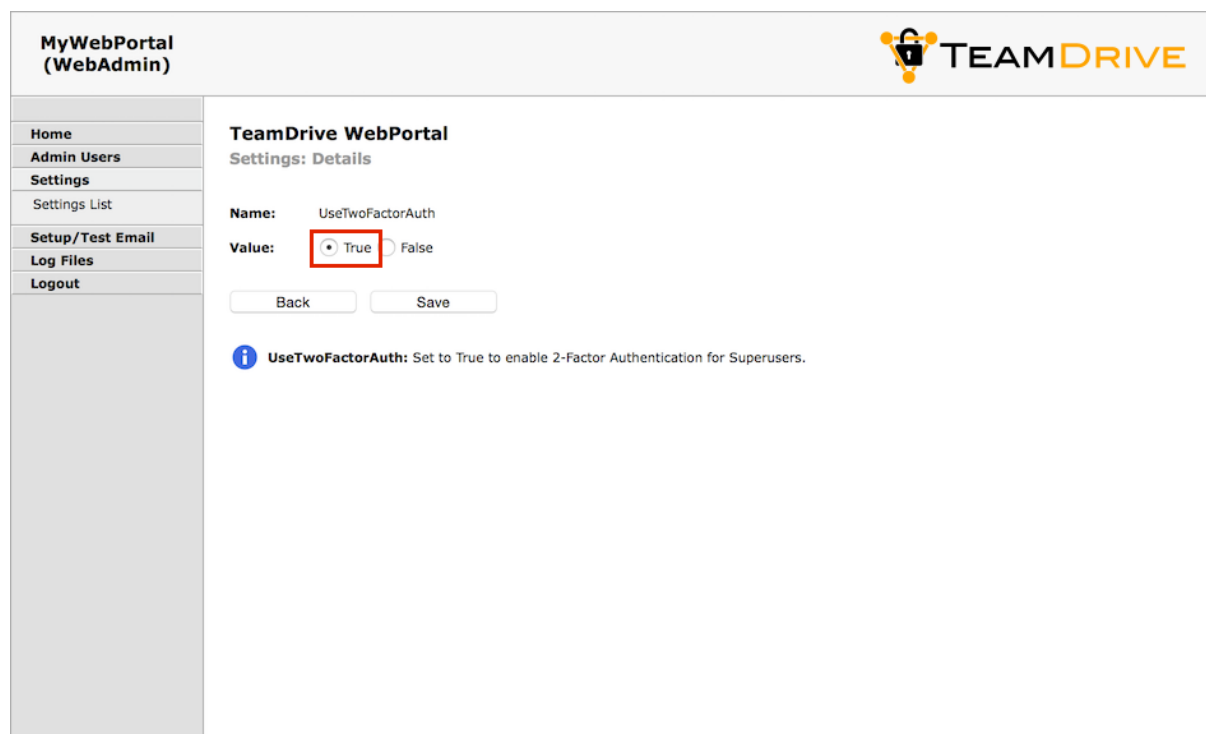 MyWebPortal
(WebAdmin)
TEAMDRIVE
Home
Admin Users
Settings
Settings List
Setup/Test Email
Log Files
Logout
TeamDrive WebPortal
Settings: Details
Name: UseTwoFactorAuth
Value: True False
Back Save
UseTwoFactorAuth: Set to True to enable 2-Factor Authentication for Superusers.